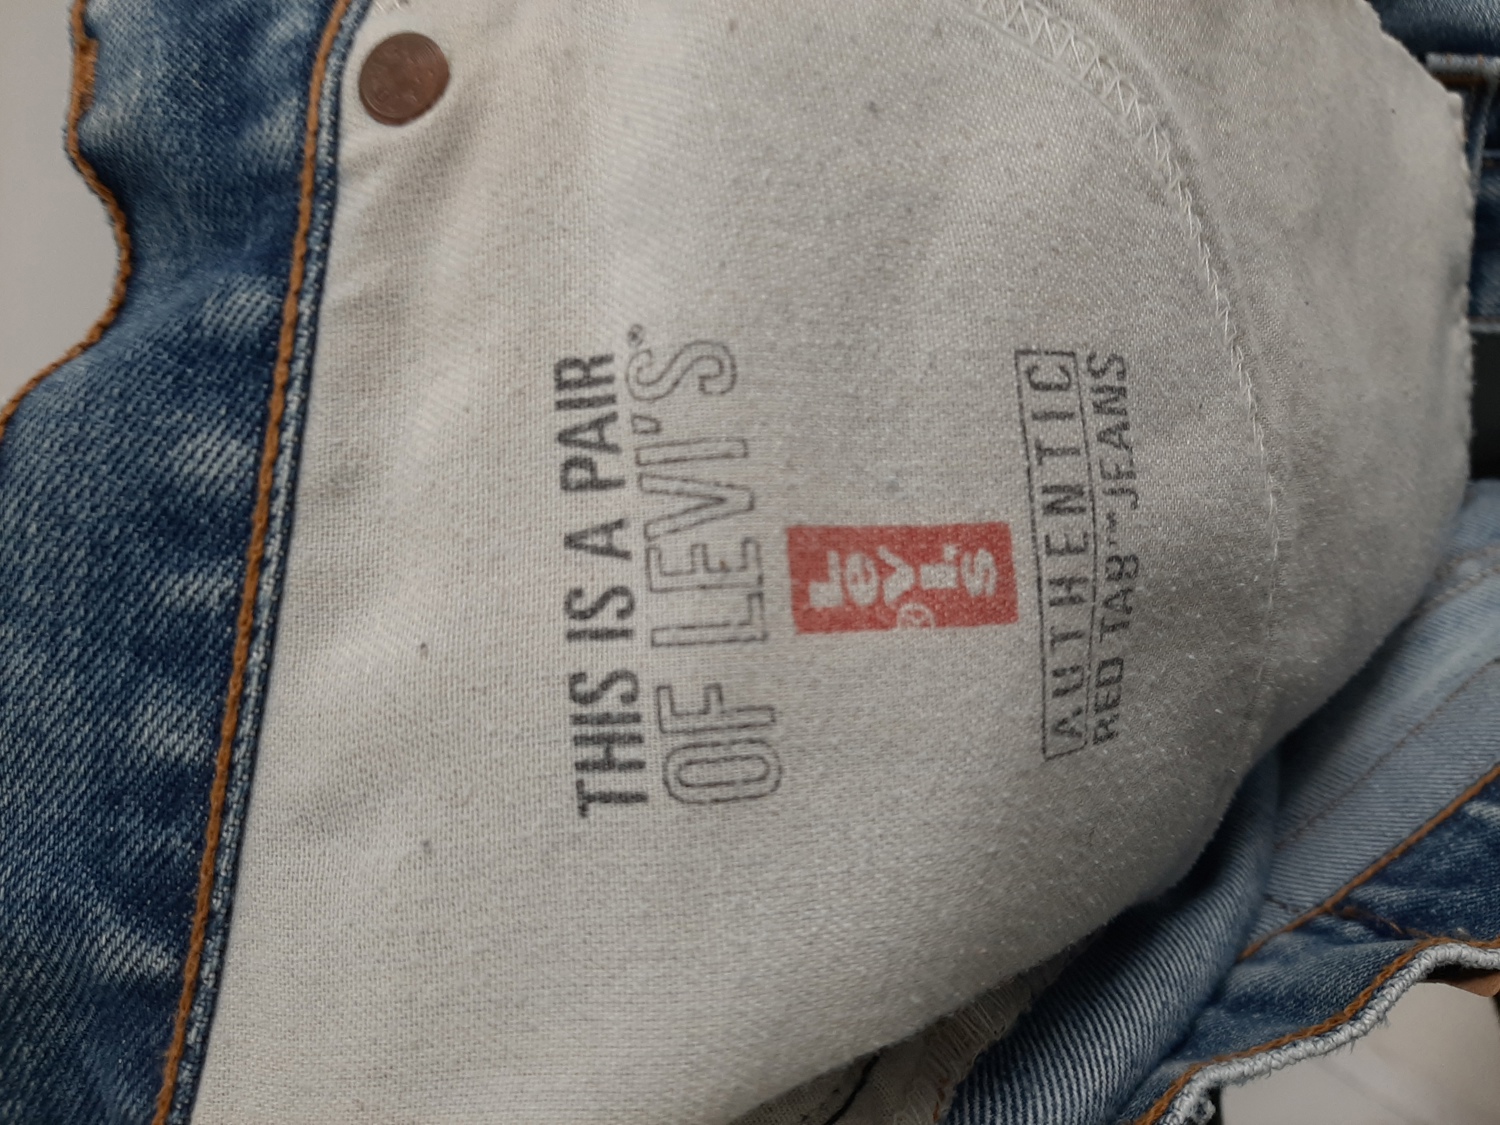 THIS IS A PAIR
OF LEVI'S®
Levi's
®
AUTHENTIC
RED TAB™ JEANS